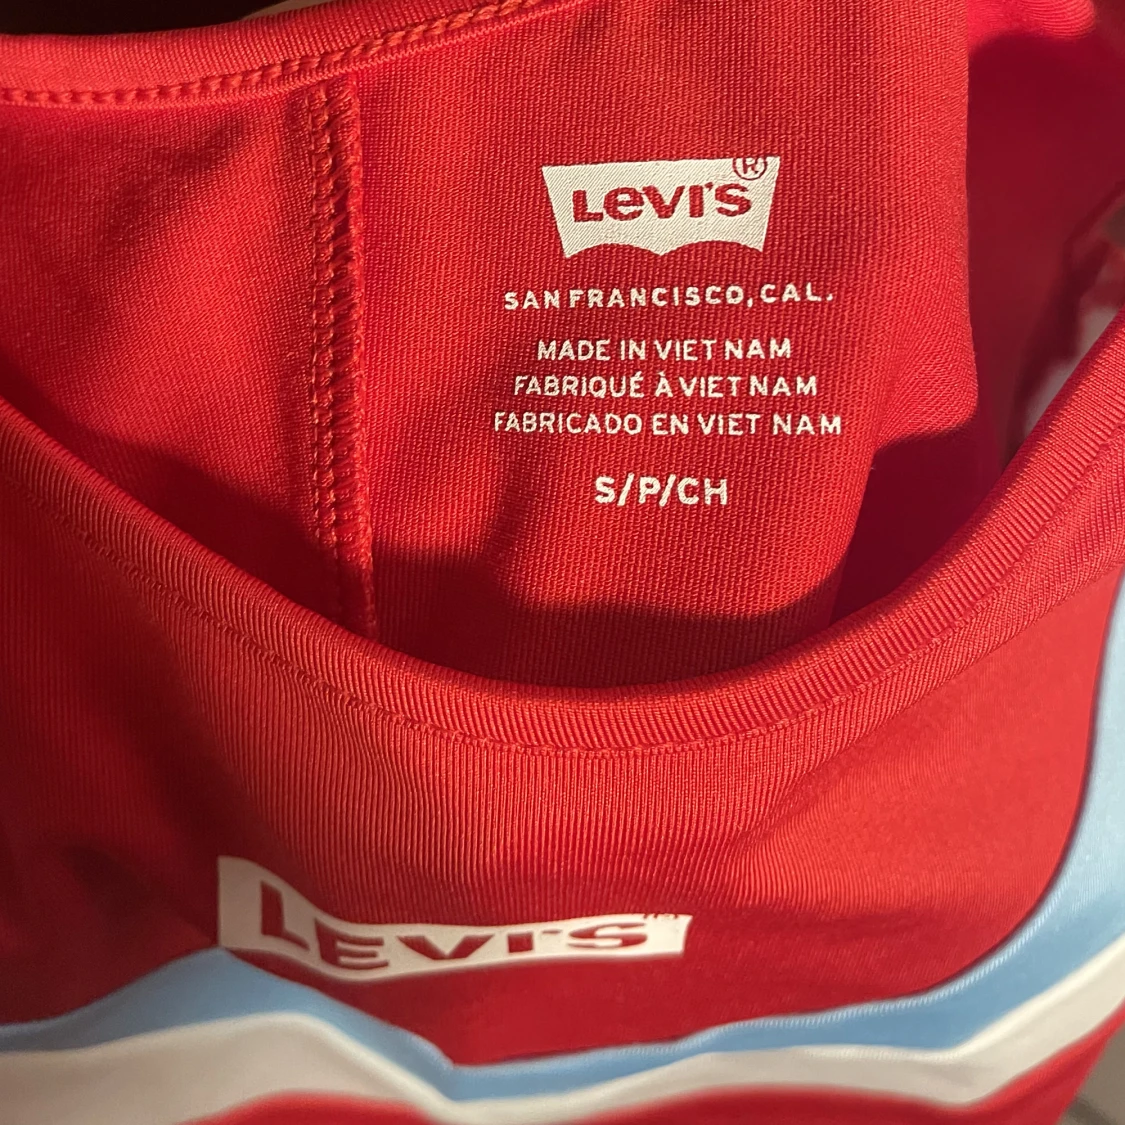 LeVI'S®
SAN FRANCISCO, CAL.
MADE IN VIET NAM
FABRIQUÉ À VIET NAM
FABRICADO EN VIET NAM
S/P/CH
LEVI'S®